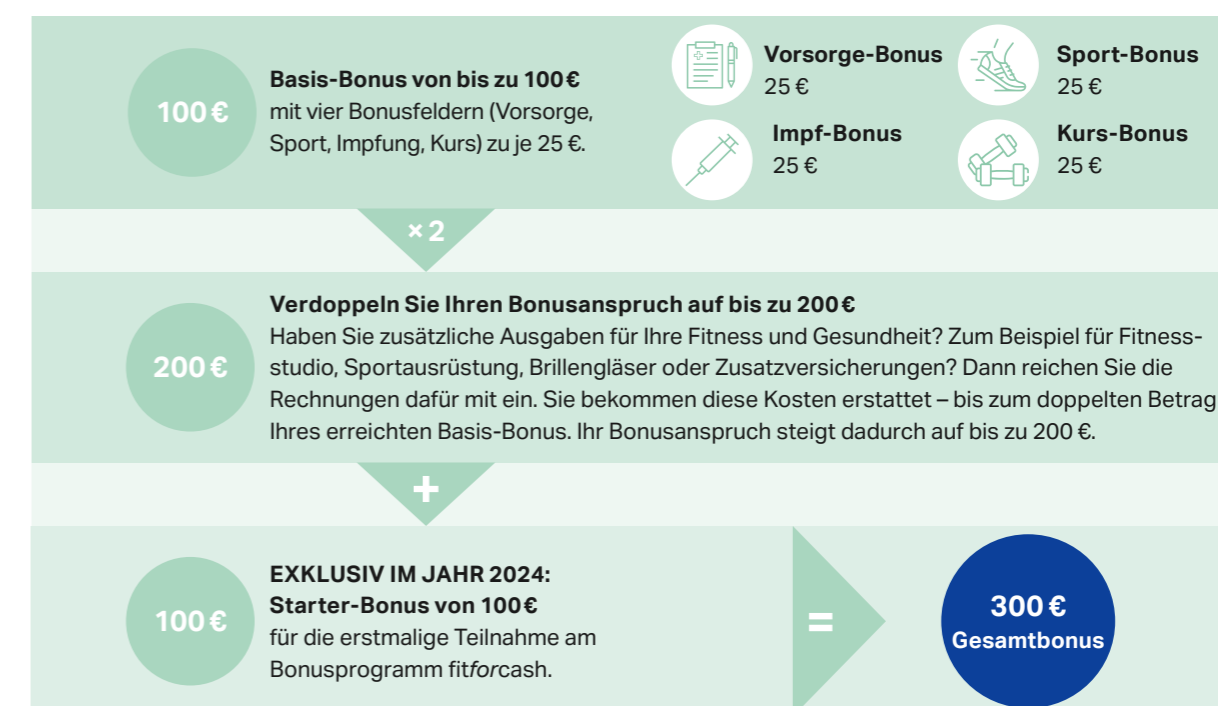 100 €
Basis-Bonus von bis zu 100 €
mit vier Bonusfeldern (Vorsorge,
Sport, Impfung, Kurs) zu je 25 €.
Vorsorge-Bonus
25 €
Sport-Bonus
25 €
Impf-Bonus
25 €
Kurs-Bonus
25 €
× 2
200 €
Verdoppeln Sie Ihren Bonusanspruch auf bis zu 200 €
Haben Sie zusätzliche Ausgaben für Ihre Fitness und Gesundheit? Zum Beispiel für Fitness-
studio, Sportausrüstung, Brillengläser oder Zusatzversicherungen? Dann reichen Sie die
Rechnungen dafür mit ein. Sie bekommen diese Kosten erstattet – bis zum doppelten Betrag
Ihres erreichten Basis-Bonus. Ihr Bonusanspruch steigt dadurch auf bis zu 200 €.
+
100 €
EXKLUSIV IM JAHR 2024:
Starter-Bonus von 100 €
für die erstmalige Teilnahme am
Bonusprogramm fitforcash.
=
300 €
Gesamtbonus